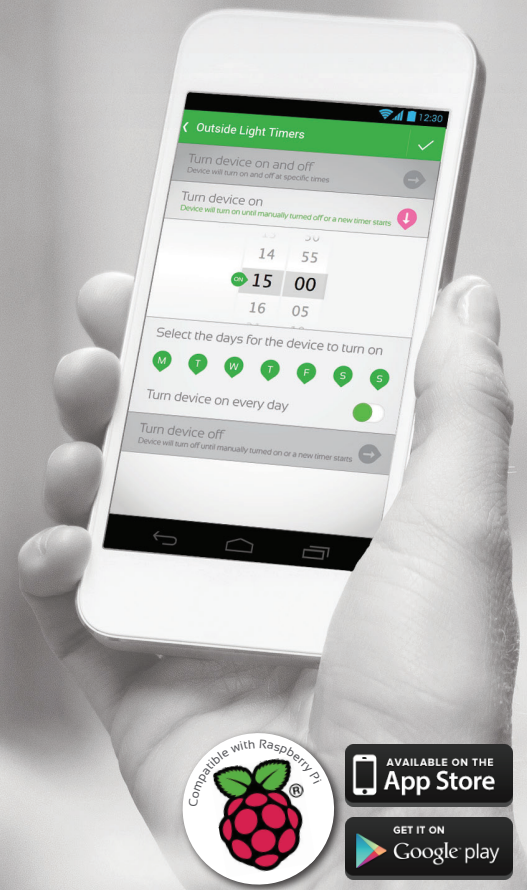 12:30
Outside Light Timers
Turn device on and off
Device will turn on and off at specific times
Turn device on
Device will turn on until manually turned off or a new timer starts
14 55
ON 15 00
16 05
Select the days for the device to turn on
M T W T F S S
Turn device on every day
Turn device off
Device will turn off until manually turned on or a new timer starts
Compatible with Raspberry Pi
®
AVAILABLE ON THE
App Store
GET IT ON
Google play